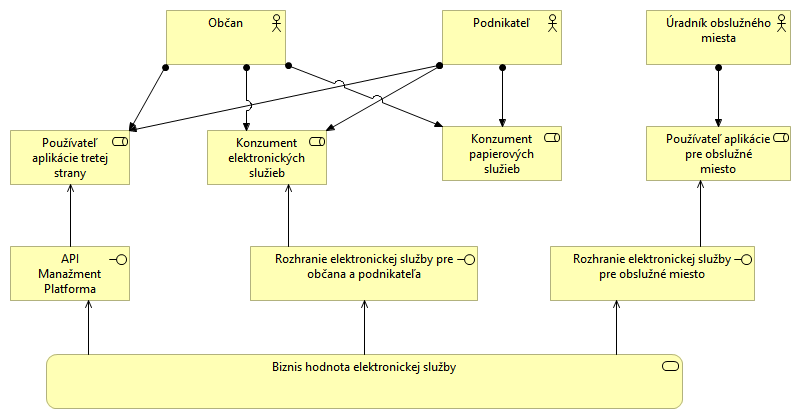 Občan
Podnikateľ
Úradník obslužného
miesta
Používateľ
aplikácie tretej
strany
Konzument
elektronických
služieb
Konzument
papierových
služieb
Používateľ aplikácie
pre obslužné
miesto
API
Manažment
Platforma
Rozhranie elektronickej služby pre
občana a podnikateľa
Rozhranie elektronickej služby
pre obslužné miesto
Biznis hodnota elektronickej služby